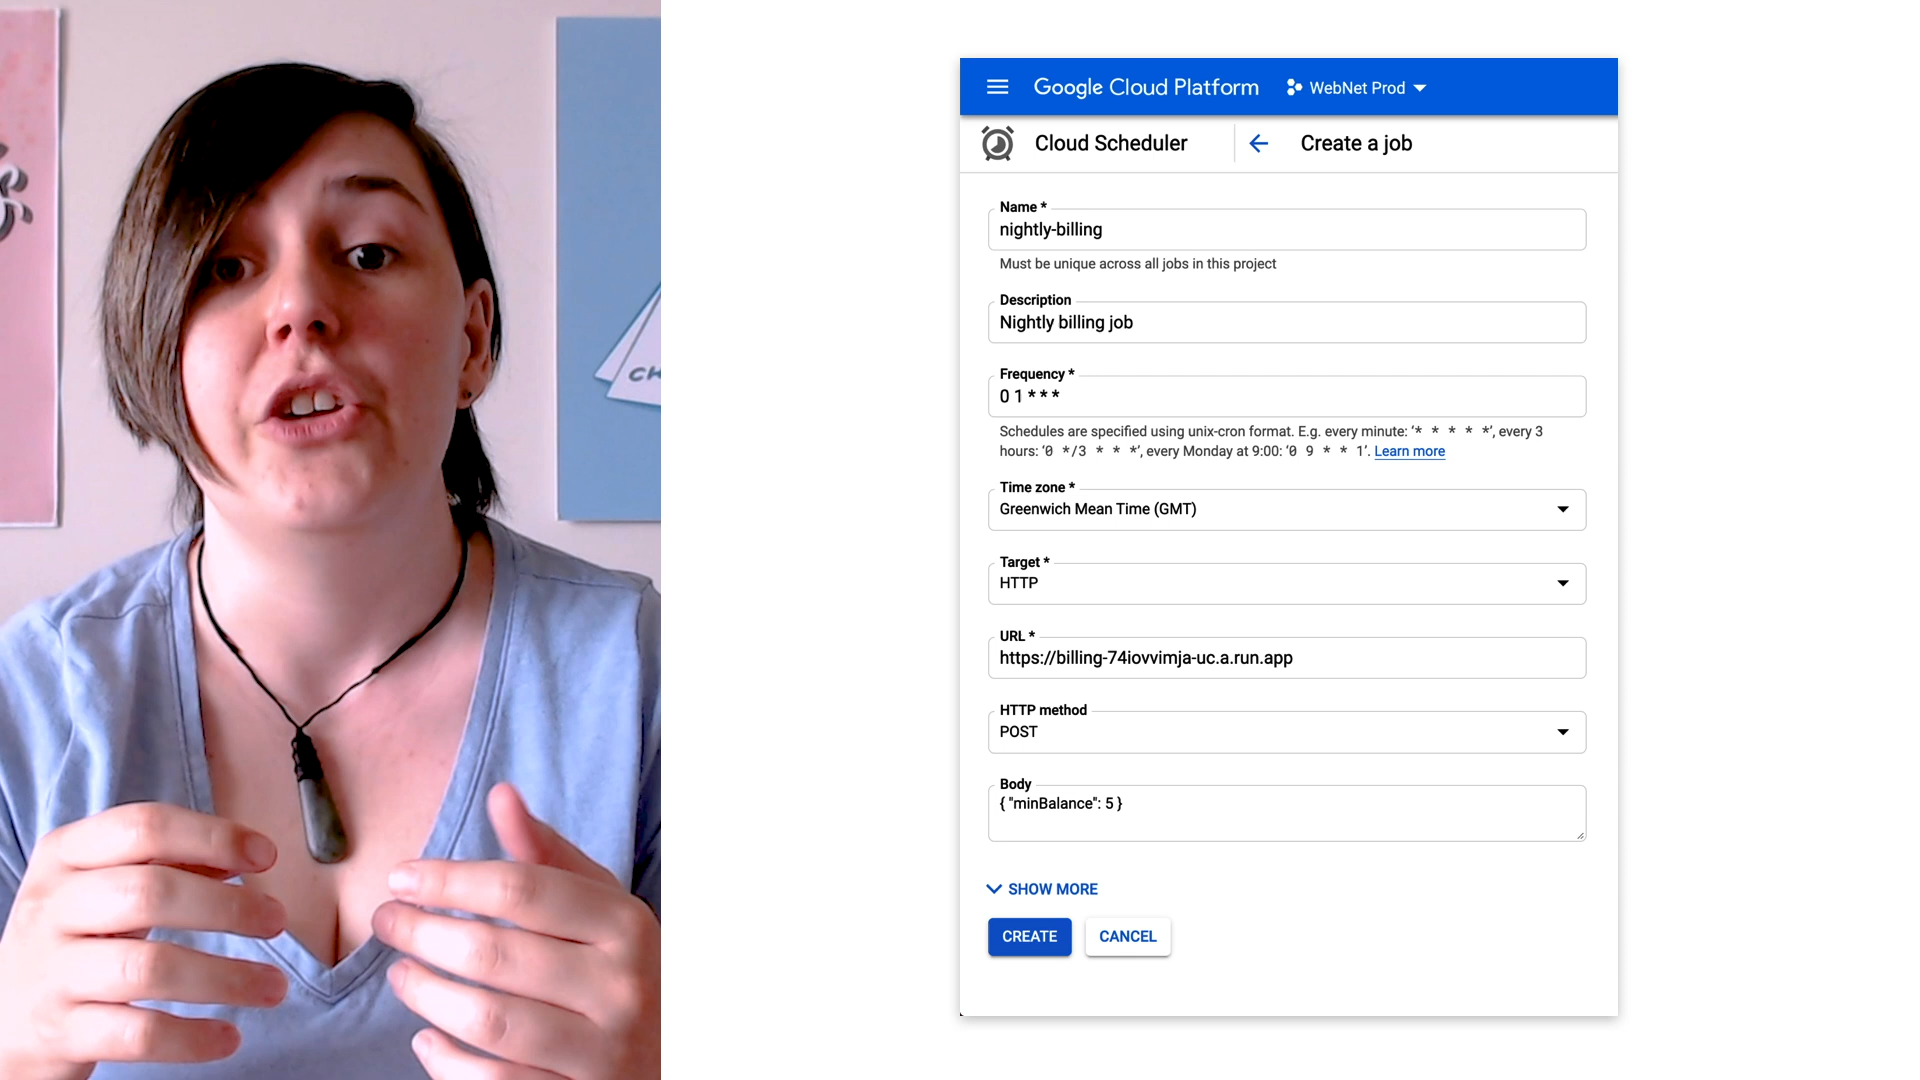 CH
Google Cloud Platform
WebNet Prod
Cloud Scheduler
Create a job
Name *
nightly-billing
Must be unique across all jobs in this project
Description
Nightly billing job
Frequency *
0 1 * * *
Schedules are specified using unix-cron format. E.g. every minute: '* * * * *', every 3
hours: '0 */3 * * *', every Monday at 9:00: '0 9 * * 1'. Learn more
Time zone *
Greenwich Mean Time (GMT)
Target *
HTTP
URL *
https://billing-74iovvimja-uc.a.run.app
HTTP method
POST
Body
{ "minBalance": 5 }
SHOW MORE
CREATE
CANCEL